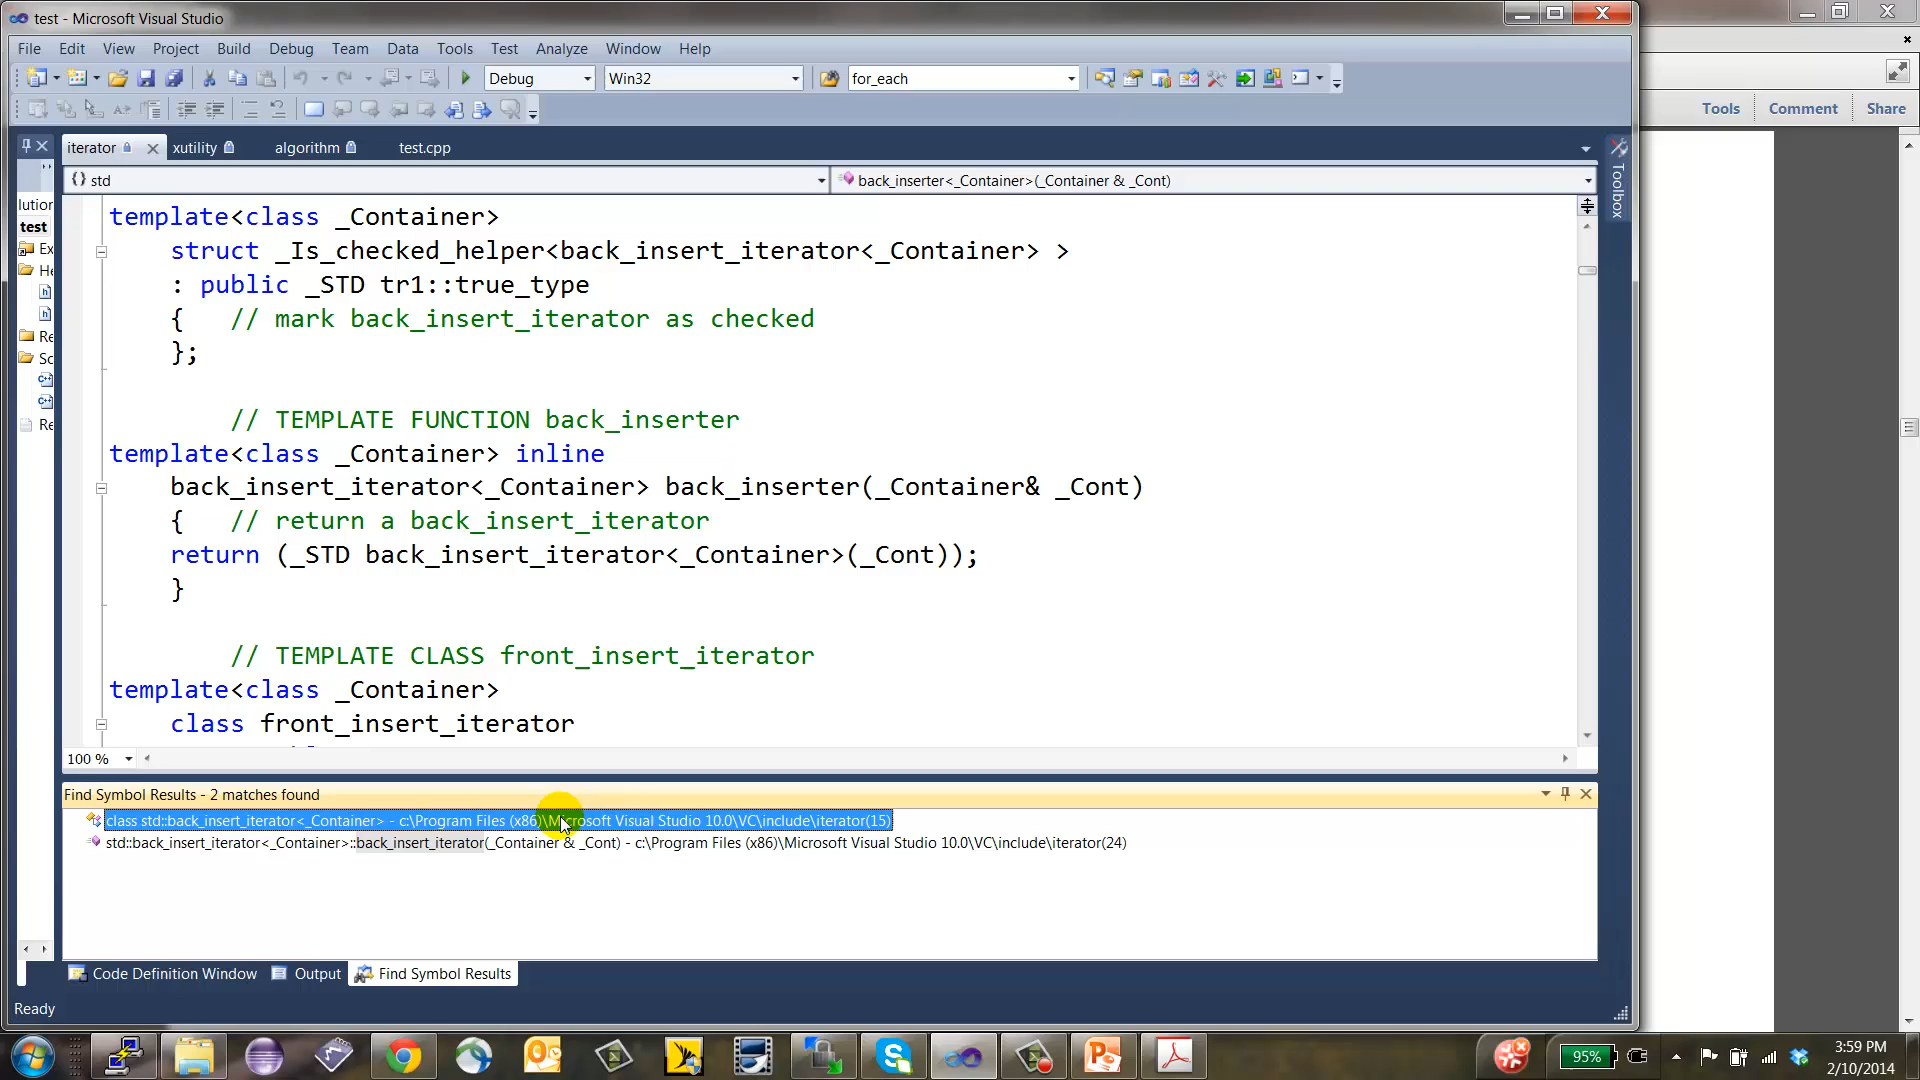 test - Microsoft Visual Studio
File Edit View Project Build Debug Team Data Tools Test Analyze Window Help
Debug Win32 for_each
Tools Comment Share
iterator xutility algorithm test.cpp
{} std back_inserter<_Container>(_Container & _Cont)
Toolbox
lution
test
Ex
He
Re
Sc
Re
template<class _Container>
struct _Is_checked_helper<back_insert_iterator<_Container> >
: public _STD tr1::true_type
{ // mark back_insert_iterator as checked
};
// TEMPLATE FUNCTION back_inserter
template<class _Container> inline
back_insert_iterator<_Container> back_inserter(_Container& _Cont)
{ // return a back_insert_iterator
return (_STD back_insert_iterator<_Container>(_Cont));
}
// TEMPLATE CLASS front_insert_iterator
template<class _Container>
class front_insert_iterator
100 %
Find Symbol Results - 2 matches found
class std::back_insert_iterator<_Container> - c:\Program Files (x86)\Microsoft Visual Studio 10.0\VC\include\iterator(15)
std::back_insert_iterator<_Container>::back_insert_iterator(_Container & _Cont) - c:\Program Files (x86)\Microsoft Visual Studio 10.0\VC\include\iterator(24)
Code Definition Window Output Find Symbol Results
Ready
95%
3:59 PM
2/10/2014